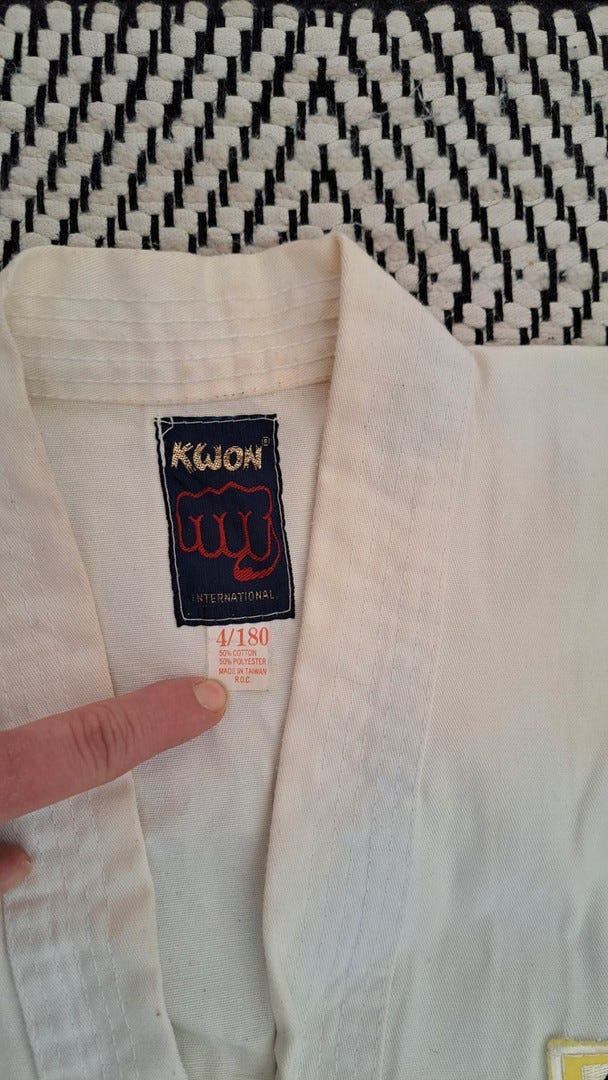 KWON®
INTERNATIONAL
4/180
50% COTTON
50% POLYESTER
MADE IN TAIWAN
R.O.C.